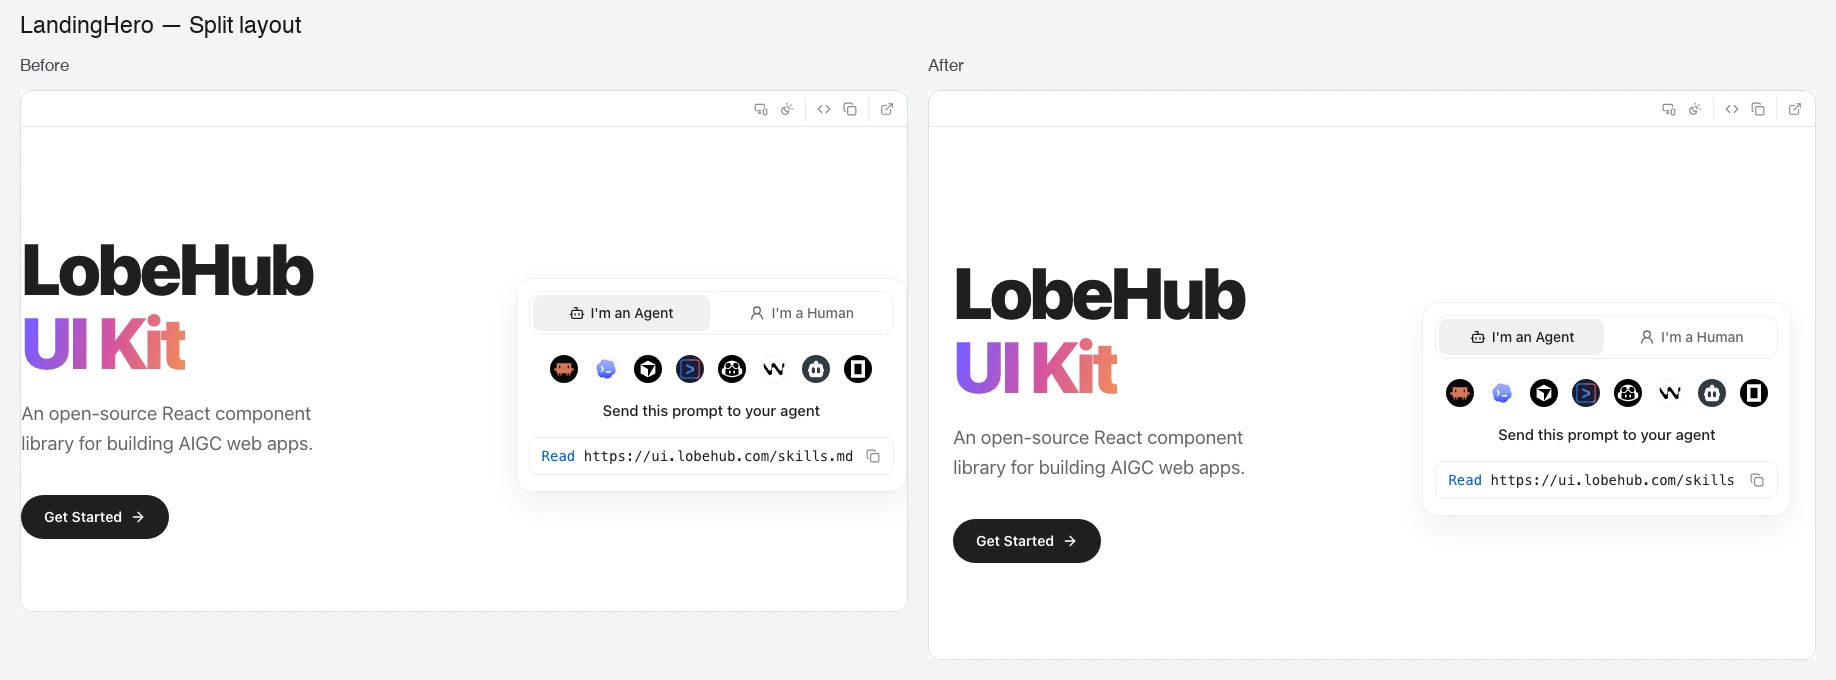 LandingHero — Split layout
Before
LobeHub
UI Kit
An open-source React component
library for building AIGC web apps.
Get Started
I'm an Agent
I'm a Human
Send this prompt to your agent
Read https://ui.lobehub.com/skills.md
After
LobeHub
UI Kit
An open-source React component
library for building AIGC web apps.
Get Started
I'm an Agent
I'm a Human
Send this prompt to your agent
Read https://ui.lobehub.com/skills